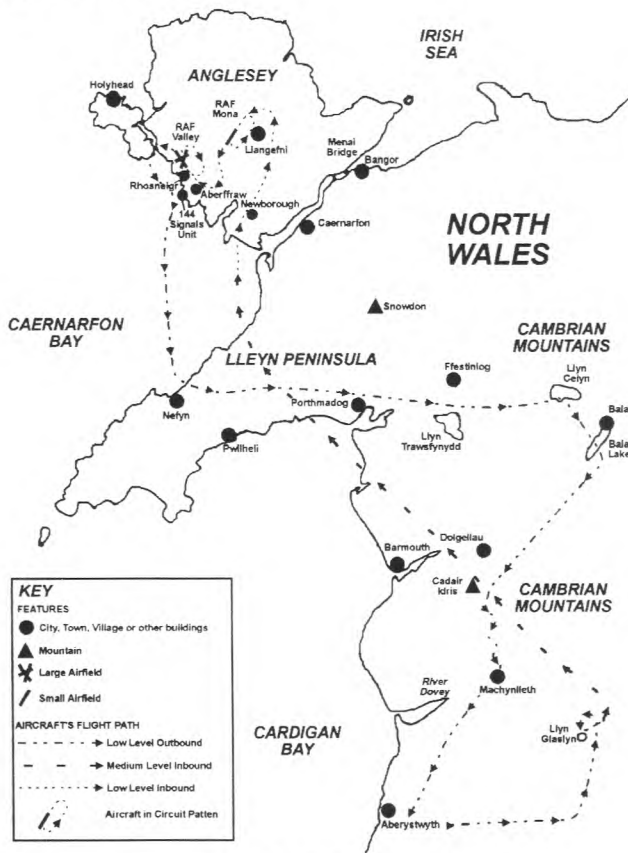 IRISH
SEA
ANGLESEY
Holyhead
RAF
Mona
RAF
Valley
Llangefni
Menai
Bridge
Bangor
Rhosneigr
Aberffraw
Newborough
144
Signals
Unit
Caernarfon
NORTH
WALES
Snowdon
CAERNARFON
BAY
CAMBRIAN
MOUNTAINS
LLEYN PENINSULA
Ffestiniog
Llyn
Celyn
Nefyn
Porthmadog
Bala
Pwllheli
Llyn
Trawsfynydd
Bala
Lake
Dolgellau
Barmouth
Cadair
Idris
CAMBRIAN
MOUNTAINS
River
Dovey
Machynlleth
CARDIGAN
BAY
Llyn
Glaslyn
Aberystwyth
KEY
FEATURES
City, Town, Village or other buildings
Mountain
Large Airfield
Small Airfield
AIRCRAFT'S FLIGHT PATH
Low Level Outbound
Medium Level Inbound
Low Level Inbound
Aircraft in Circuit Patten